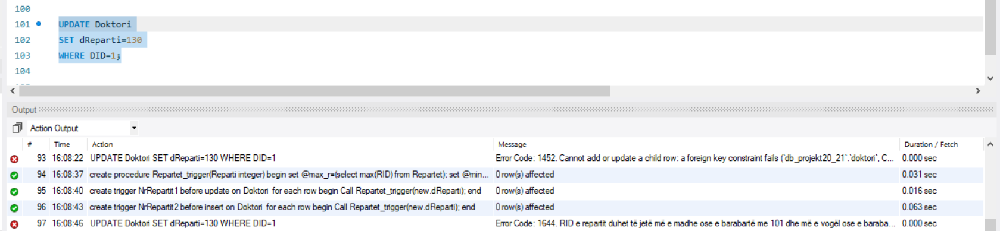 100
101 UPDATE Doktori
102 SET dReparti=130
103 WHERE DID=1;
104
Output
Action Output
# Time Action Message Duration / Fetch
93 16:08:22 UPDATE Doktori SET dReparti=130 WHERE DID=1 Error Code: 1452. Cannot add or update a child row: a foreign key constraint fails (`db_projekt20_21`.`doktori`, C... 0.000 sec
94 16:08:37 create procedure Repartet_trigger(Reparti integer) begin set @max_r=(select max(RID) from Repartet); set @min... 0 row(s) affected 0.031 sec
95 16:08:40 create trigger NrRepartit1 before update on Doktori for each row begin Call Repartet_trigger(new.dReparti); end 0 row(s) affected 0.016 sec
96 16:08:43 create trigger NrRepartit2 before insert on Doktori for each row begin Call Repartet_trigger(new.dReparti); end 0 row(s) affected 0.063 sec
97 16:08:46 UPDATE Doktori SET dReparti=130 WHERE DID=1 Error Code: 1644. RID e repartit duhet të jetë më e madhe ose e barabartë me 101 dhe më e vogël ose e baraba... 0.000 sec